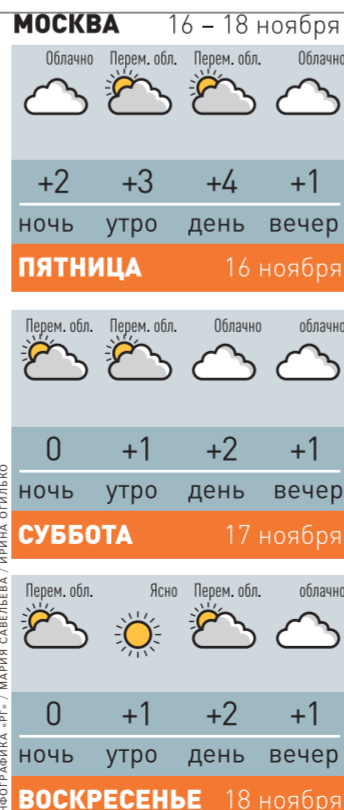 МОСКВА 16 – 18 ноября
Облачно Перем. обл. Перем. обл. Облачно
+2 +3 +4 +1
ночь утро день вечер
ПЯТНИЦА 16 ноября
Перем. обл. Перем. обл. Облачно облачно
0 +1 +2 +1
ночь утро день вечер
СУББОТА 17 ноября
Перем. обл. Ясно Перем. обл. облачно
0 +1 +2 +1
ночь утро день вечер
ВОСКРЕСЕНЬЕ 18 ноября
НФОГРАФИКА «РГ» / МАРИЯ САВЕЛЬЕВА / ИРИНА ОГИЛЬКО